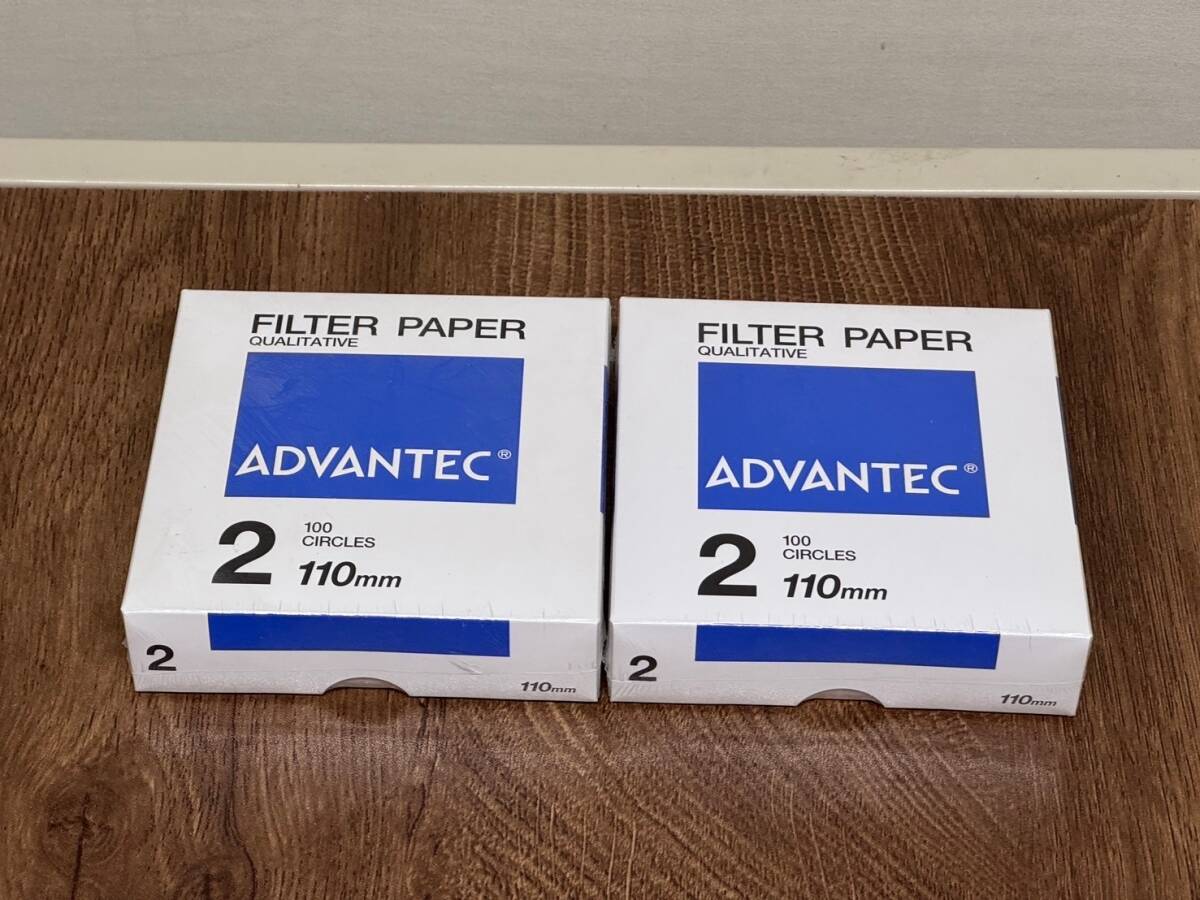 FILTER PAPER
QUALITATIVE
ADVANTEC®
2
100
CIRCLES
110mm
2
110mm
FILTER PAPER
QUALITATIVE
ADVANTEC®
2
100
CIRCLES
110mm
2
110mm